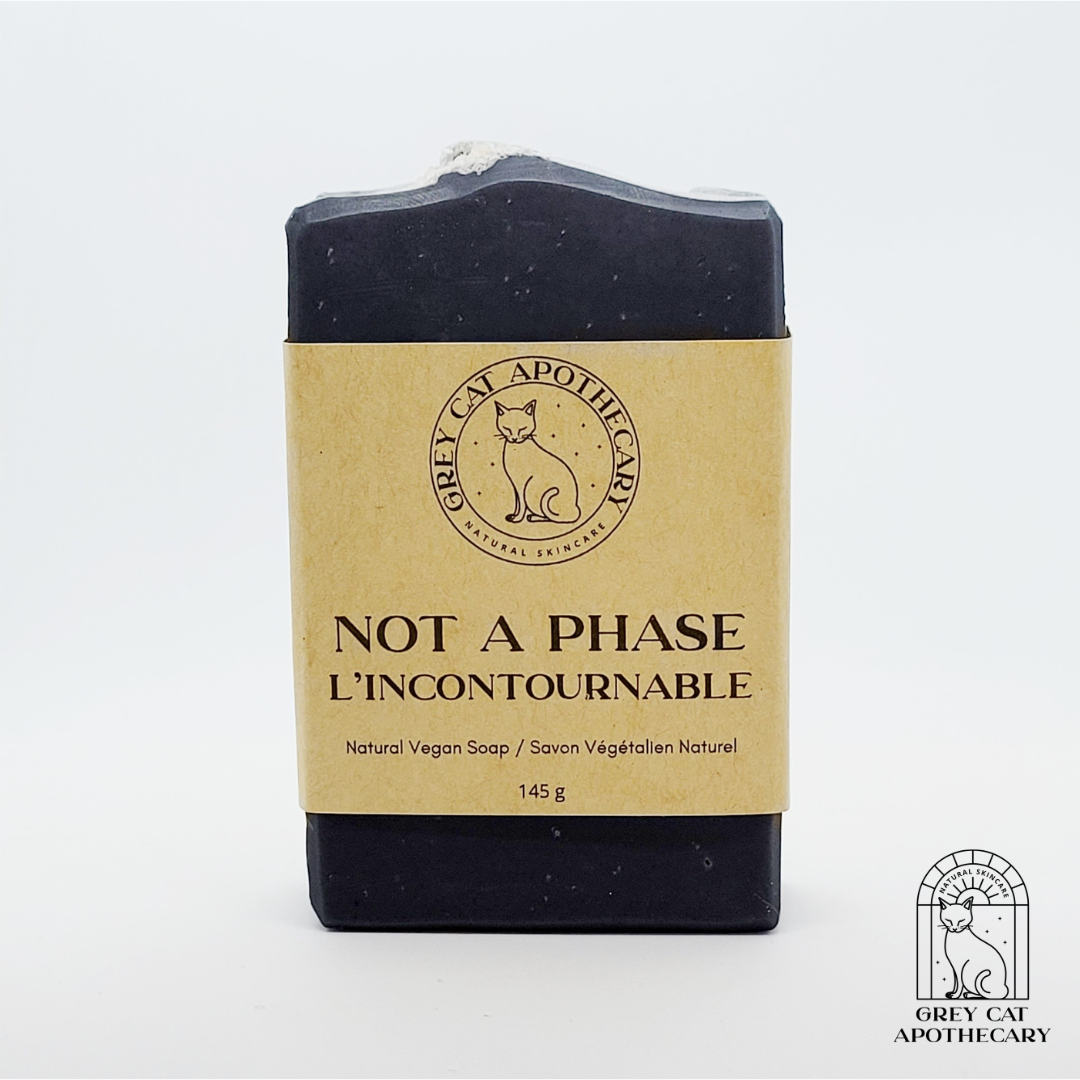 GREY CAT APOTHECARY
NATURAL SKINCARE
NOT A PHASE
L'INCONTOURNABLE
Natural Vegan Soap / Savon Végétalien Naturel
145 g
NATURAL SKINCARE
GREY CAT
APOTHECARY